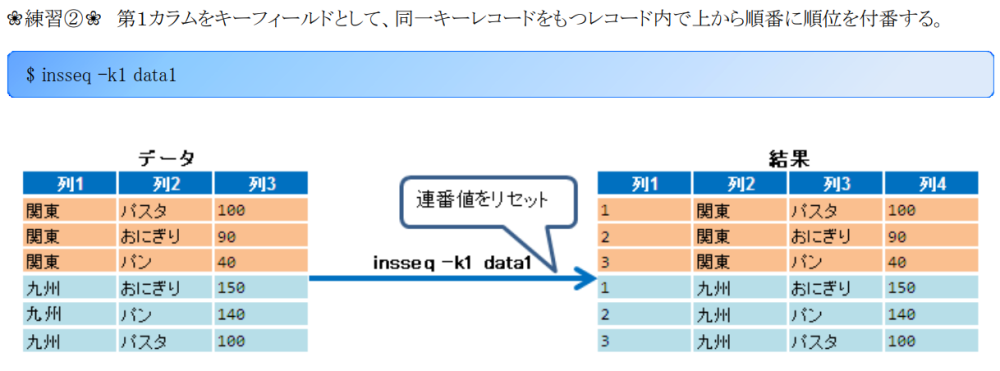 ❀練習②❀　第1カラムをキーフィールドとして、同一キーレコードをもつレコード内で上から順番に順位を付番する。
$ insseq -k1 data1
データ
列1 列2 列3
関東 パスタ 100
関東 おにぎり 90
関東 パン 40
九州 おにぎり 150
九州 パン 140
九州 パスタ 100
連番値をリセット
insseq -k1 data1
結果
列1 列2 列3 列4
1 関東 パスタ 100
2 関東 おにぎり 90
3 関東 パン 40
1 九州 おにぎり 150
2 九州 パン 140
3 九州 パスタ 100